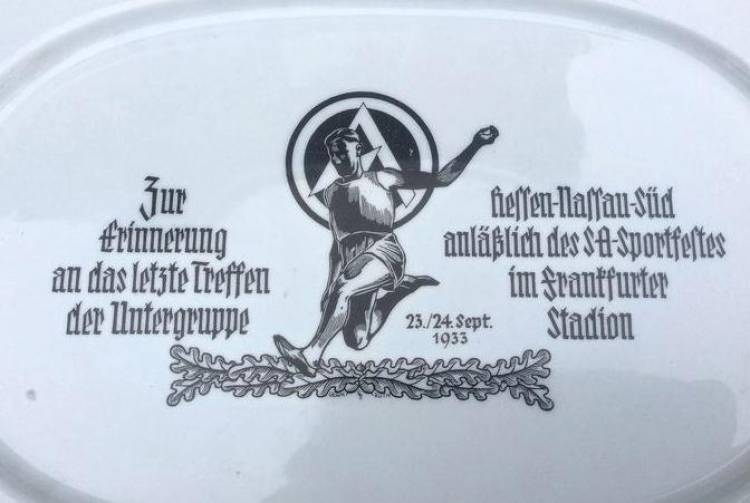 Zur
Erinnerung
an das letzte Treffen
der Untergruppe
Hessen-Nassau-Süd
anläßlich des SA-Sportfestes
im Frankfurter
Stadion
23./24. Sept.
1933